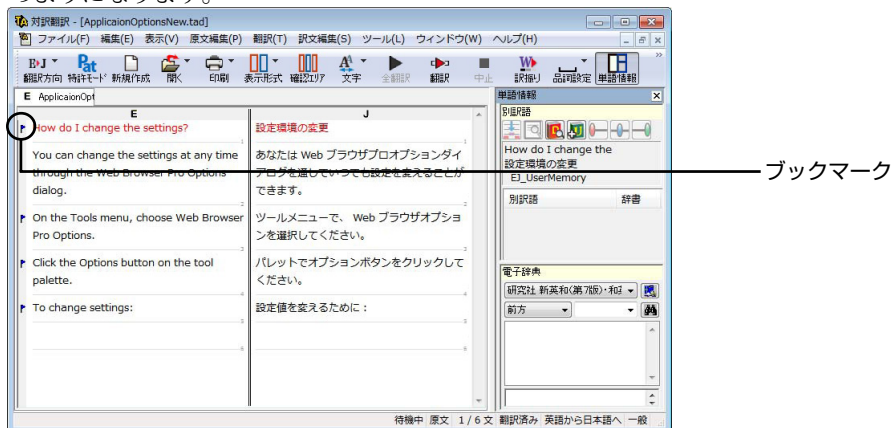 対訳翻訳 - [ApplicaionOptionsNew.tad]
ファイル(F) 編集(E) 表示(V) 原文編集(P) 翻訳(T) 訳文編集(S) ツール(L) ウィンドウ(W) ヘルプ(H)
翻訳方向 特許モード 新規作成 開く 印刷 表示形式 確認エリア 文字 全翻訳 翻訳 中止 訳振り 品詞設定 単語情報
E ApplicaionOpt
単語情報
E J
別訳語
How do I change the settings?
設定環境の変更
1
You can change the settings at any time
through the Web Browser Pro Options
dialog.
あなたは Web ブラウザプロオプションダイ
アログを通していつでも設定を変えることが
できます。
2
On the Tools menu, choose Web Browser
Pro Options.
ツールメニューで、 Web ブラウザオプショ
ンを選択してください。
3
Click the Options button on the tool
palette.
パレットでオプションボタンをクリックして
ください。
4
To change settings:
設定値を変えるために：
5
6
How do I change the
設定環境の変更
EJ_UserMemory
別訳語 辞書
ブックマーク
電子辞典
研究社 新英和(第7版)・和
前方
待機中 原文 1 / 6 文 翻訳済み 英語から日本語へ 一般